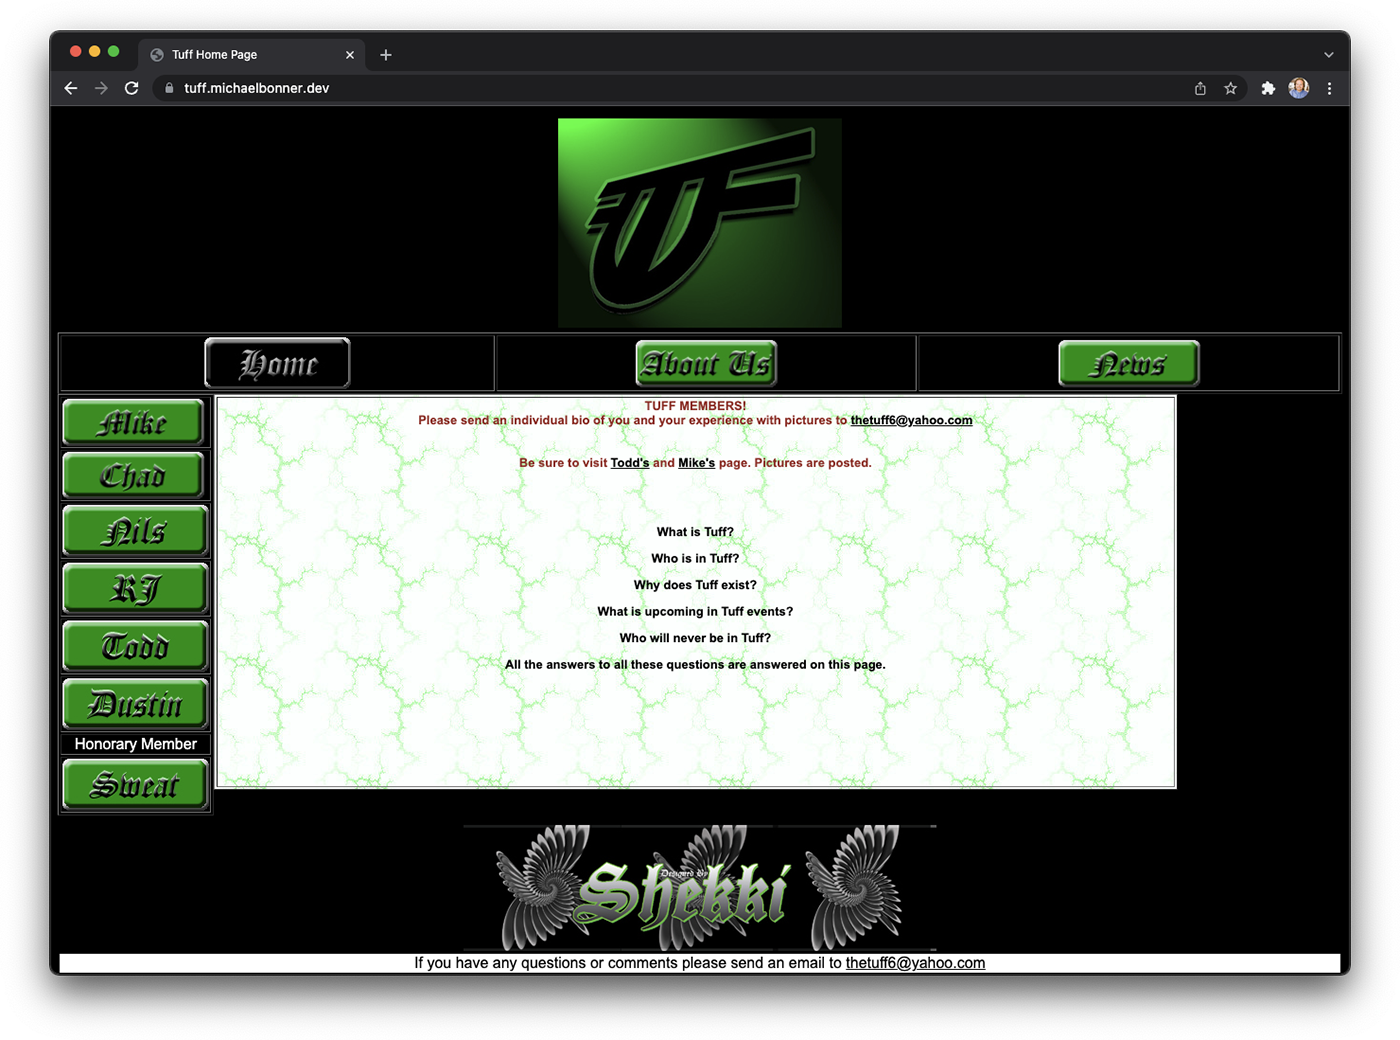 Tuff Home Page
tuff.michaelbonner.dev
TUF
Home
About Us
News
Mike
Chad
Nils
RJ
Todd
Dustin
Honorary Member
Sweat
TUFF MEMBERS!
Please send an individual bio of you and your experience with pictures to thetuff6@yahoo.com
Be sure to visit Todd's and Mike's page. Pictures are posted.
What is Tuff?
Who is in Tuff?
Why does Tuff exist?
What is upcoming in Tuff events?
Who will never be in Tuff?
All the answers to all these questions are answered on this page.
Designed By
Shekki
If you have any questions or comments please send an email to thetuff6@yahoo.com